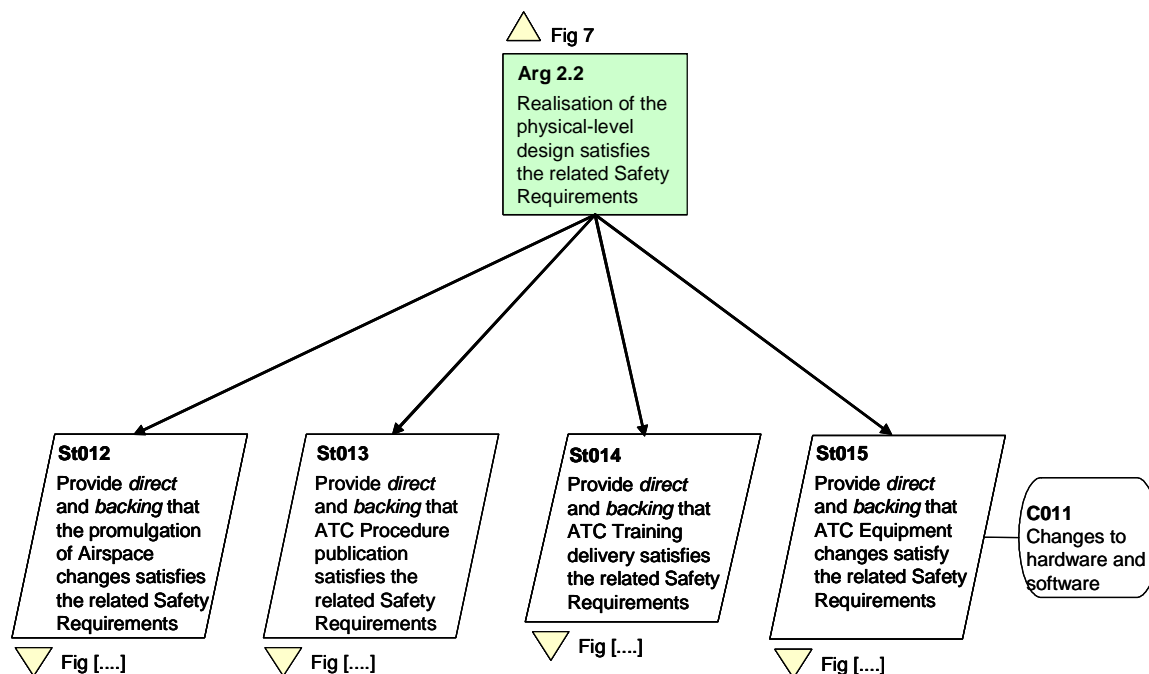 Fig 7
Arg 2.2
Realisation of the
physical-level
design satisfies
the related Safety
Requirements
St012
Provide direct
and backing that
the promulgation
of Airspace
changes satisfies
the related Safety
Requirements
Fig [....]
St013
Provide direct
and backing that
ATC Procedure
publication
satisfies the
related Safety
Requirements
Fig [....]
St014
Provide direct
and backing that
ATC Training
delivery satisfies
the related Safety
Requirements
Fig [....]
St015
Provide direct
and backing that
ATC Equipment
changes satisfy
the related Safety
Requirements
Fig [....]
C011
Changes to
hardware and
software